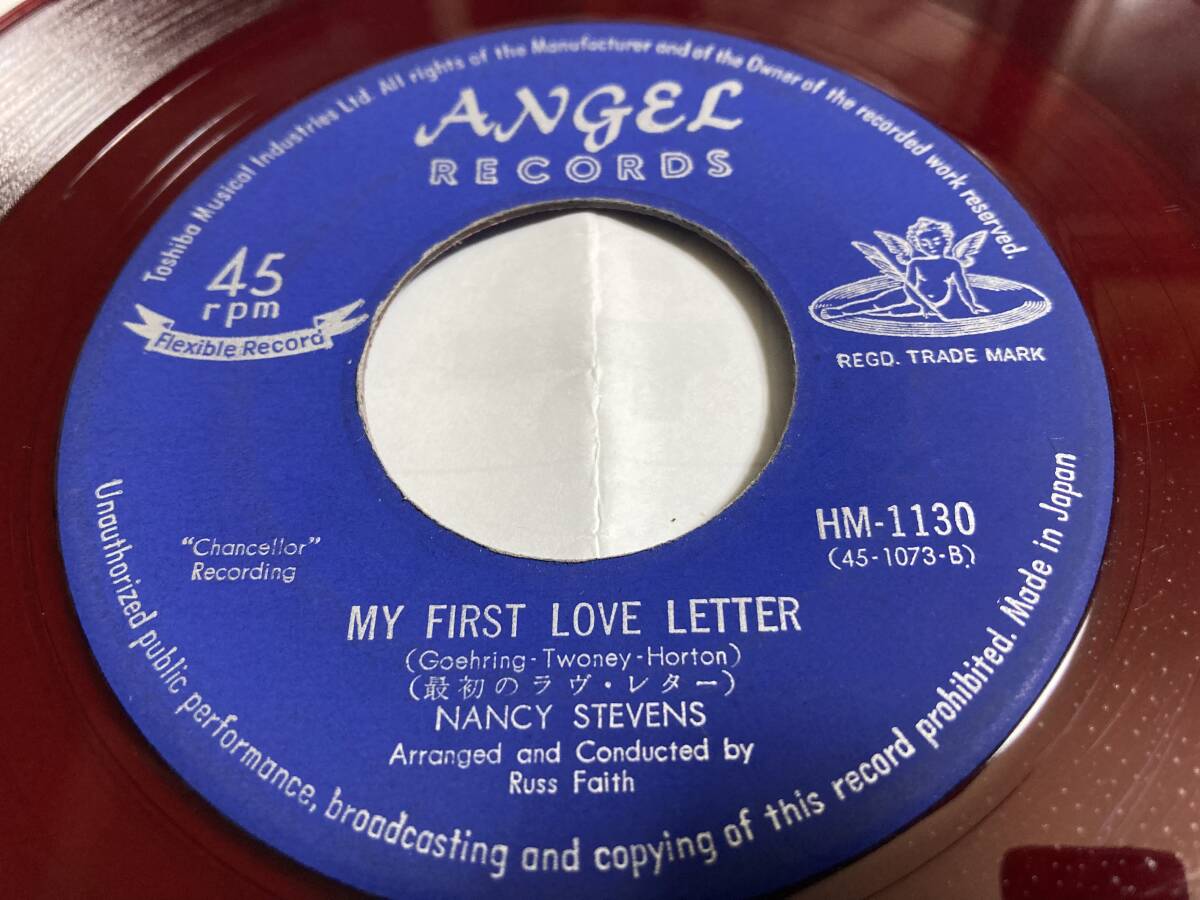 Toshiba Musical Industries Ltd. All rights of the Manufacturer and of the Owner of the recorded work reserved.
ANGEL
RECORDS
45
rpm
Flexible Record
REGD. TRADE MARK
HM-1130
(45-1073-B)
"Chancellor"
Recording
MY FIRST LOVE LETTER
(Goehring-Twoney-Horton)
(最初のラヴ・レター)
NANCY STEVENS
Arranged and Conducted by
Russ Faith
Unauthorized public performance, broadcasting and copying of this record prohibited. Made in Japan